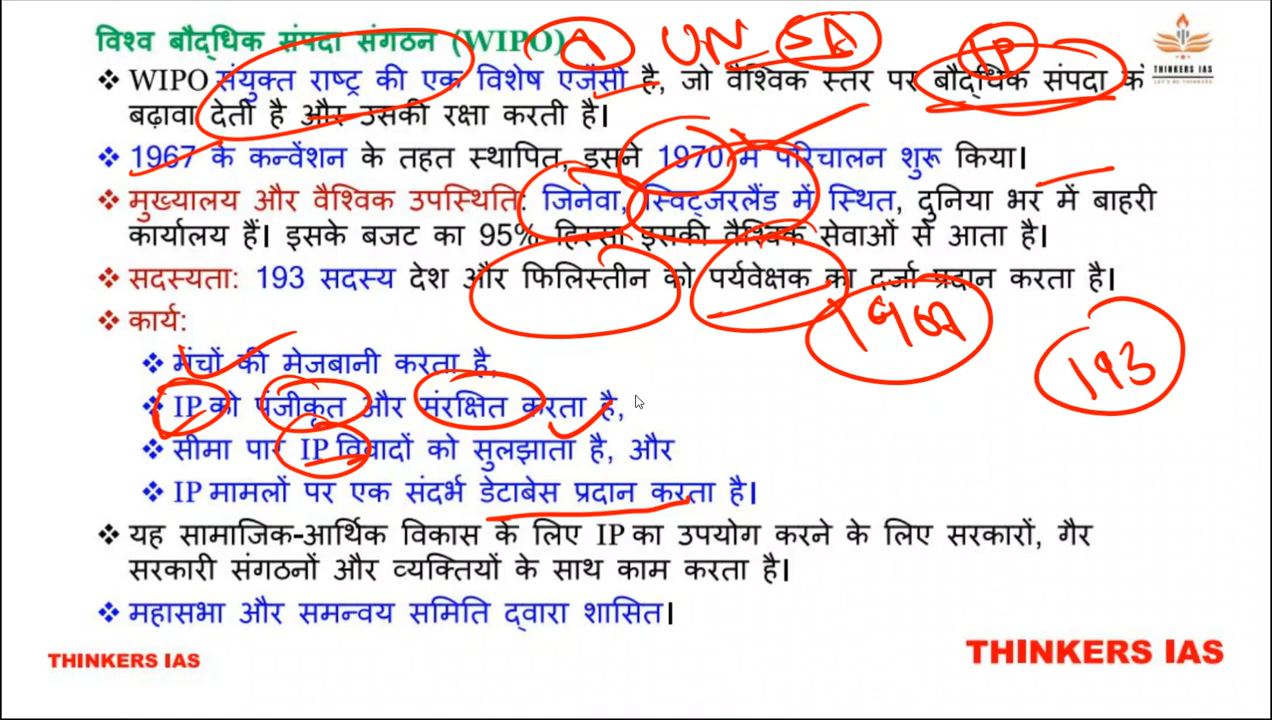 विश्व बौद्धिक संपदा संगठन (WIPO)
A UN SA IP
THINKERS IAS
LET'S BE THINKERS
❖ WIPO संयुक्त राष्ट्र की एक विशेष एजेंसी है, जो वैश्विक स्तर पर बौद्धिक संपदा के
बढ़ावा देती है और उसकी रक्षा करती है।
❖ 1967 के कन्वेंशन के तहत स्थापित, इसने 1970 में परिचालन शुरू किया।
❖ मुख्यालय और वैश्विक उपस्थिति: जिनेवा, स्विट्जरलैंड में स्थित, दुनिया भर में बाहरी
कार्यालय हैं। इसके बजट का 95% हिस्सा इसकी वैश्विक सेवाओं से आता है।
❖ सदस्यता: 193 सदस्य देश और फिलिस्तीन को पर्यवेक्षक का दर्जा प्रदान करता है।
❖ कार्य:
193
❖ मंचों की मेजबानी करता है,
❖ IP को पंजीकृत और संरक्षित करता है,
❖ सीमा पार IP विवादों को सुलझाता है, और
❖ IP मामलों पर एक संदर्भ डेटाबेस प्रदान करता है।
❖ यह सामाजिक-आर्थिक विकास के लिए IP का उपयोग करने के लिए सरकारों, गैर
सरकारी संगठनों और व्यक्तियों के साथ काम करता है।
❖ महासभा और समन्वय समिति द्वारा शासित।
THINKERS IAS
THINKERS IAS